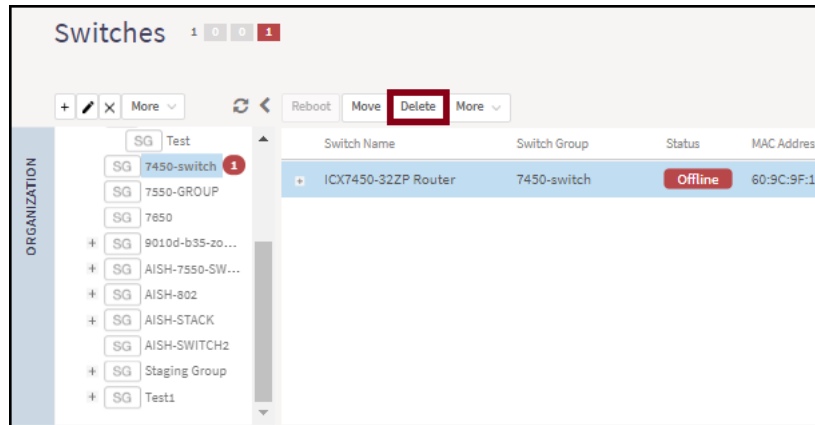 Switches 1 0 0 1
+ More Reboot Move Delete More
ORGANIZATION
SG Test
SG 7450-switch 1
SG 7550-GROUP
SG 7650
+ SG 9010d-b35-zo...
+ SG AISH-7550-SW...
+ SG AISH-802
+ SG AISH-STACK
SG AISH-SWITCH2
+ SG Staging Group
+ SG Test1
Switch Name Switch Group Status MAC Addres
+ ICX7450-32ZP Router 7450-switch Offline 60:9C:9F:1